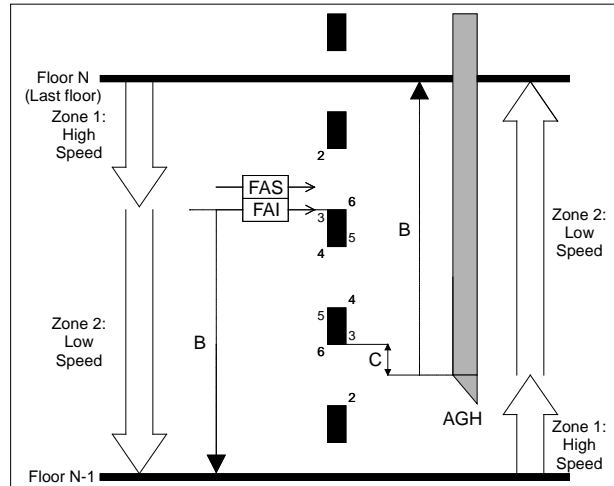 Floor N
(Last floor)
Zone 1:
High
Speed
2
FAS
FAI
6
3
5
4
B
Zone 2:
Low
Speed
Zone 2:
Low
Speed
B
4
5
3
6
C
2
AGH
Zone 1:
High
Speed
Floor N-1